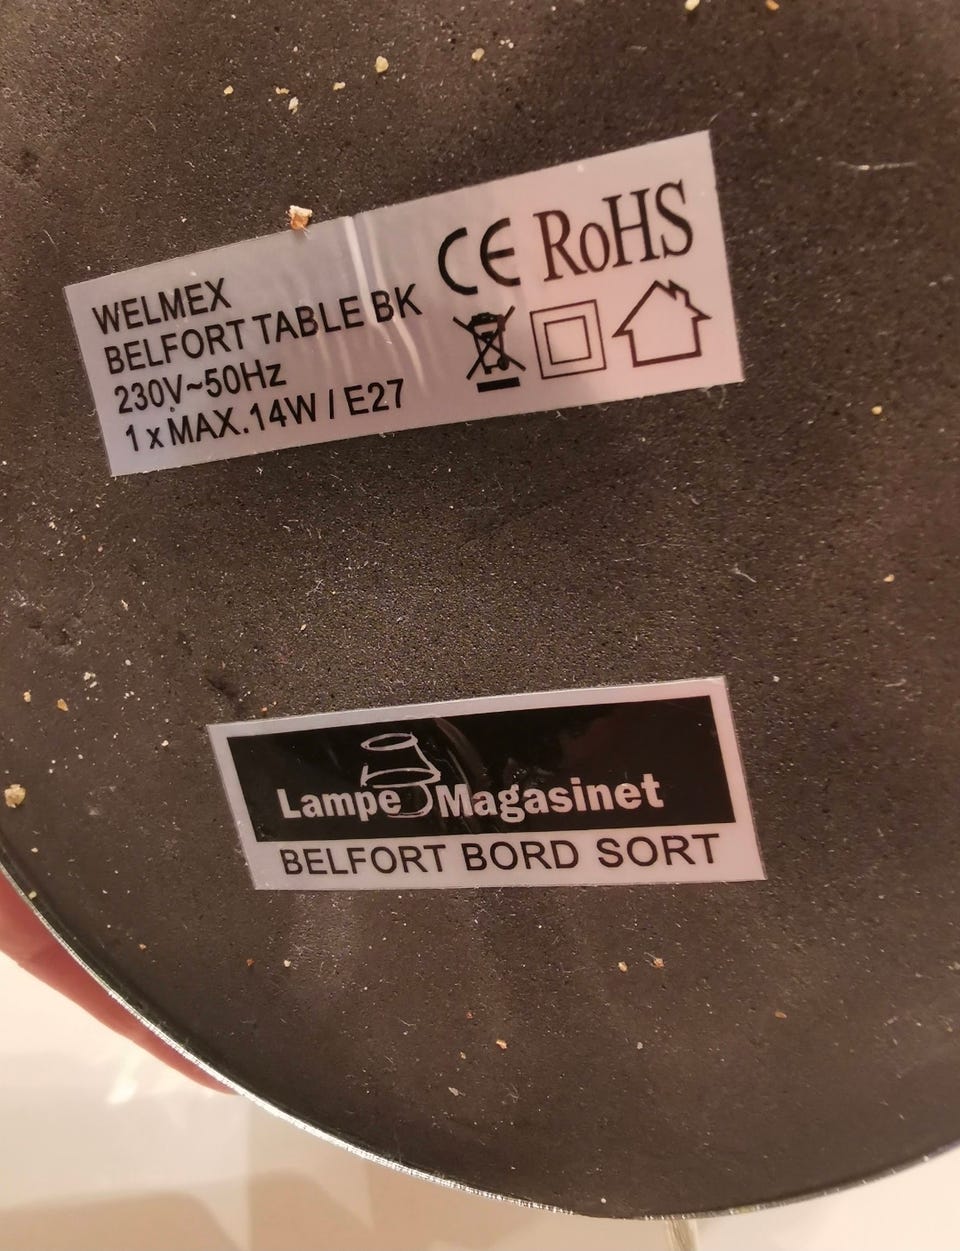 WELMEX
BELFORT TABLE BK
230V~50Hz
1 x MAX.14W / E27
CE RoHS
Lampe Magasinet
BELFORT BORD SORT